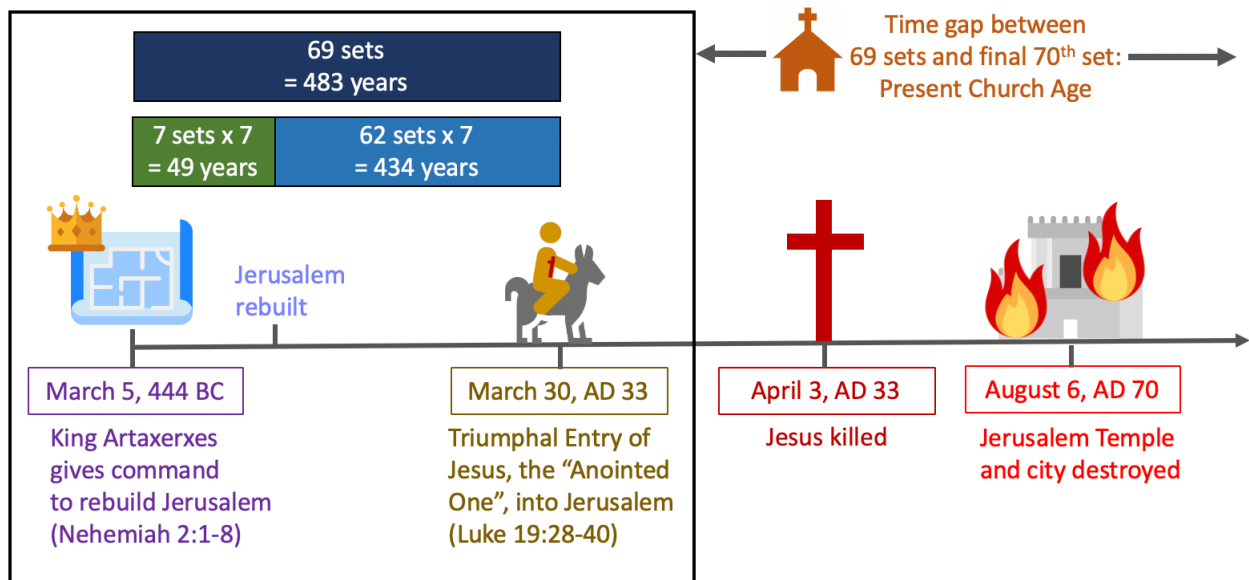 69 sets
= 483 years
7 sets x 7
= 49 years
62 sets x 7
= 434 years
Time gap between
69 sets and final 70th set:
Present Church Age
Jerusalem
rebuilt
March 5, 444 BC
King Artaxerxes
gives command
to rebuild Jerusalem
(Nehemiah 2:1-8)
March 30, AD 33
Triumphal Entry of
Jesus, the “Anointed
One”, into Jerusalem
(Luke 19:28-40)
April 3, AD 33
Jesus killed
August 6, AD 70
Jerusalem Temple
and city destroyed